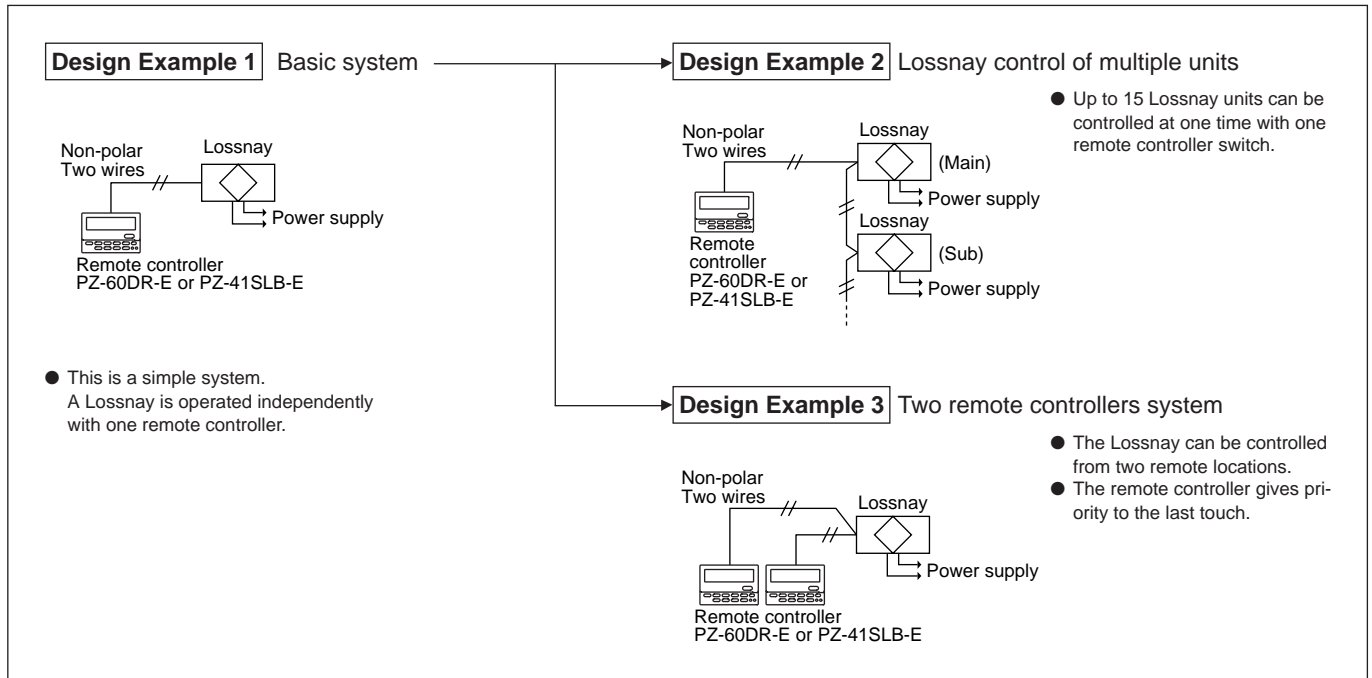 Design Example 1 Basic system
Non-polar
Two wires
Lossnay
Power supply
Remote controller
PZ-60DR-E or PZ-41SLB-E
● This is a simple system.
A Lossnay is operated independently
with one remote controller.
Design Example 2 Lossnay control of multiple units
● Up to 15 Lossnay units can be
controlled at one time with one
remote controller switch.
Non-polar
Two wires
Lossnay
(Main)
Power supply
Lossnay
(Sub)
Power supply
Remote
controller
PZ-60DR-E or
PZ-41SLB-E
Design Example 3 Two remote controllers system
● The Lossnay can be controlled
from two remote locations.
● The remote controller gives pri-
ority to the last touch.
Non-polar
Two wires
Lossnay
Power supply
Remote controller
PZ-60DR-E or PZ-41SLB-E